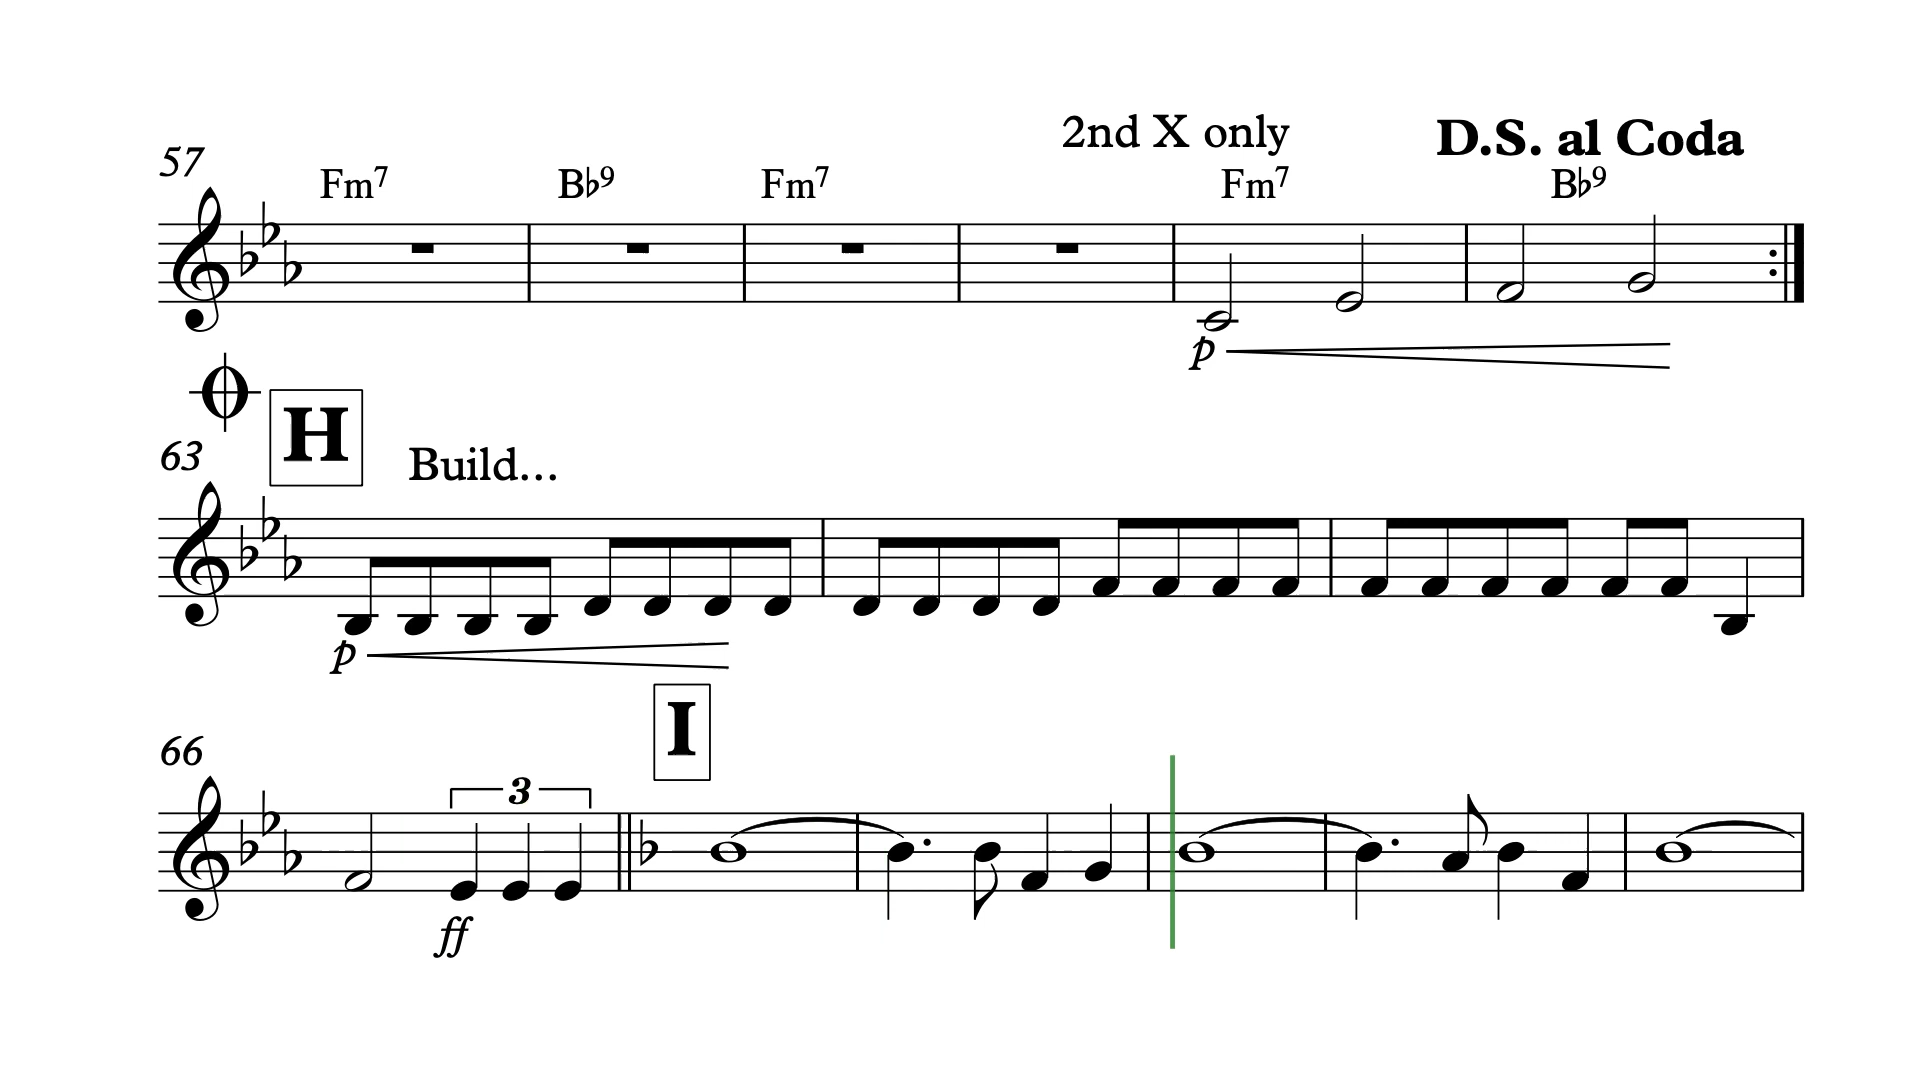 2nd X only D.S. al Coda
57 Fm7 B♭9 Fm7 Fm7 B♭9
p
H
63 Build...
p
I
66 3
ff